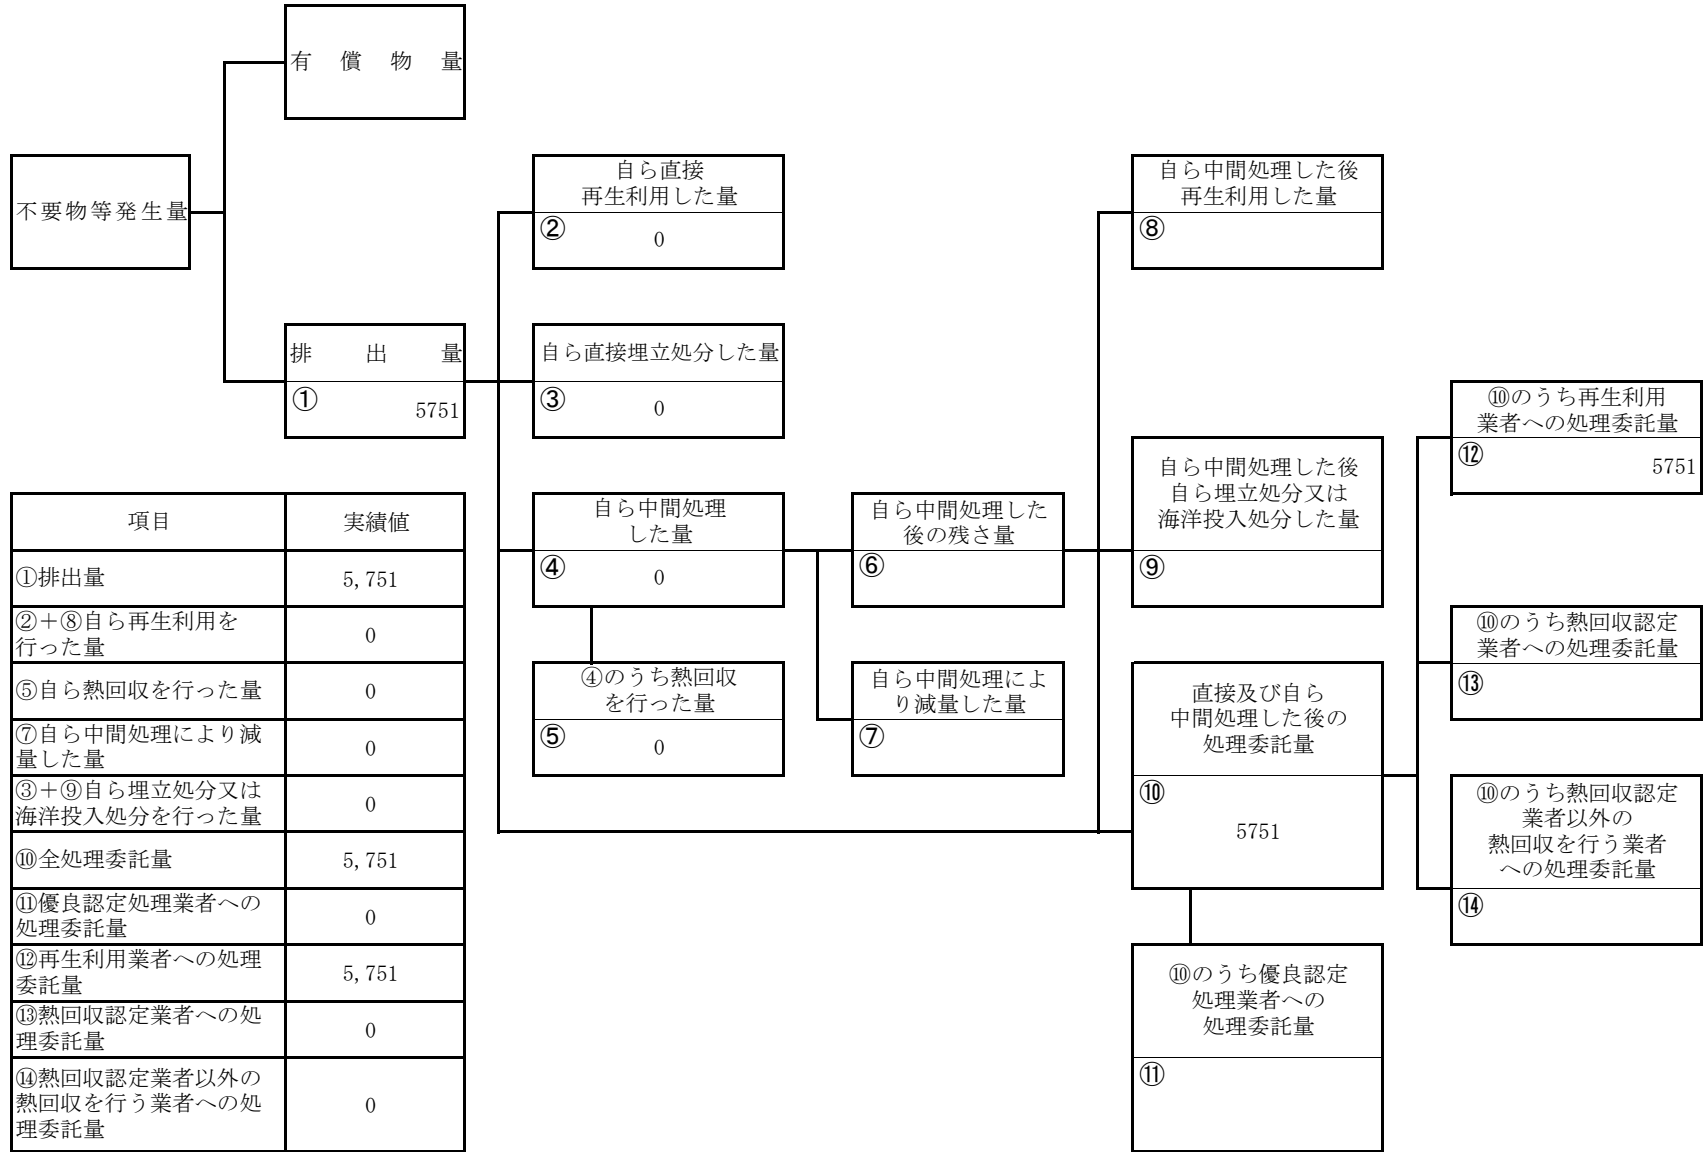 有償物量
不要物等発生量
排出量
①
5751
自ら直接
再生利用した量
②
0
自ら直接埋立処分した量
③
0
自ら中間処理
した量
④
0
④のうち熱回収
を行った量
⑤
0
自ら中間処理した
後の残さ量
⑥
自ら中間処理によ
り減量した量
⑦
自ら中間処理した後
再生利用した量
⑧
自ら中間処理した後
自ら埋立処分又は
海洋投入処分した量
⑨
直接及び自ら
中間処理した後の
処理委託量
⑩
5751
⑩のうち優良認定
処理業者への
処理委託量
⑪
⑩のうち再生利用
業者への処理委託量
⑫
5751
⑩のうち熱回収認定
業者への処理委託量
⑬
⑩のうち熱回収認定
業者以外の
熱回収を行う業者
への処理委託量
⑭
項目 実績値
①排出量 5,751
②+⑧自ら再生利用を
行った量 0
⑤自ら熱回収を行った量 0
⑦自ら中間処理により減
量した量 0
③+⑨自ら埋立処分又は
海洋投入処分を行った量 0
⑩全処理委託量 5,751
⑪優良認定処理業者への
処理委託量 0
⑫再生利用業者への処理
委託量 5,751
⑬熱回収認定業者への処
理委託量 0
⑭熱回収認定業者以外の
熱回収を行う業者への処
理委託量 0